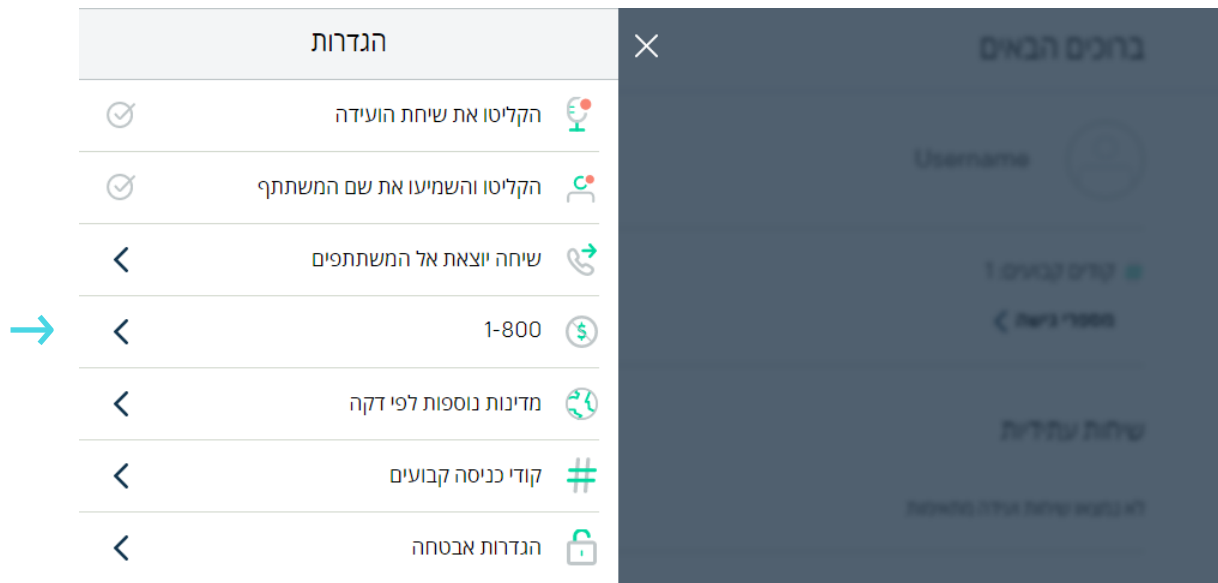 הגדרות
הקליטו את שיחת הועידה
הקליטו והשמיעו את שם המשתתף
שיחה יוצאת אל המשתתפים
1-800
מדינות נוספות לפי דקה
קודי כניסה קבועים
הגדרות אבטחה
ברוכים הבאים
Username
קודים קבועים: 1
מספרי גישה
שיחות עתידיות
לא נמצאו שיחות ועידה מתאימות